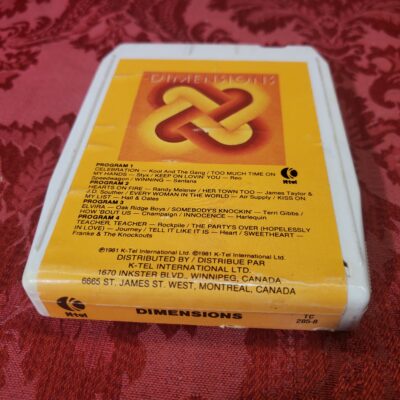 DIMENSIONS
PROGRAM 1
CELEBRATION — Kool And The Gang / TOO MUCH TIME ON
MY HANDS — Styx / KEEP ON LOVIN' YOU — Reo
Speedwagon / WINNING — Santana
PROGRAM 2
HEARTS ON FIRE — Randy Meisner / HER TOWN TOO — James Taylor &
J.D. Souther / EVERY WOMAN IN THE WORLD — Air Supply / KISS ON
MY LIST — Hall & Oates
PROGRAM 3
ELVIRA — Oak Ridge Boys / SOMEBODY'S KNOCKIN' — Terri Gibbs /
HOW 'BOUT US — Champaign / INNOCENCE — Harlequin
PROGRAM 4
TEACHER, TEACHER — Rockpile / THE PARTY'S OVER (HOPELESSLY
IN LOVE) — Journey / TELL IT LIKE IT IS — Heart / SWEETHEART —
Franke & The Knockouts
K-tel
©1981 K-Tel International Ltd. ℗1981 K-Tel International Ltd.
DISTRIBUTED BY / DISTRIBUE PAR
K-TEL INTERNATIONAL LTD.
1670 INKSTER BLVD., WINNIPEG, CANADA
6665 ST. JAMES ST. WEST, MONTREAL, CANADA
K-tel
DIMENSIONS
TC
285-8